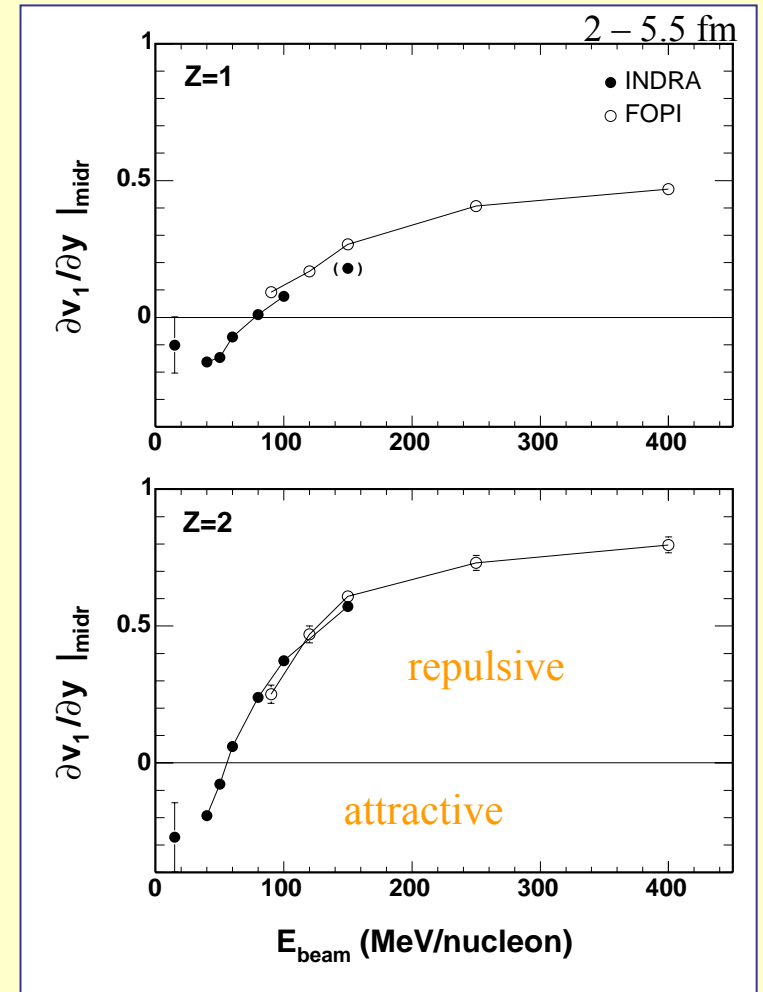 2 – 5.5 fm
1
Z=1
● INDRA
○ FOPI
0.5
( ● )
0
∂v₁/∂y |midr
0 100 200 300 400
1
Z=2
0.5
repulsive
0
attractive
∂v₁/∂y |midr
0 100 200 300 400
E_beam (MeV/nucleon)